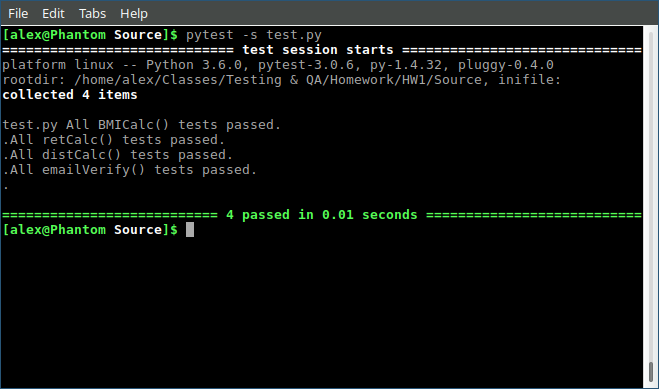 File Edit Tabs Help
[alex@Phantom Source]$ pytest -s test.py
============================= test session starts ==============================
platform linux -- Python 3.6.0, pytest-3.0.6, py-1.4.32, pluggy-0.4.0
rootdir: /home/alex/Classes/Testing & QA/Homework/HW1/Source, inifile:
collected 4 items
test.py All BMICalc() tests passed.
.All retCalc() tests passed.
.All distCalc() tests passed.
.All emailVerify() tests passed.
.
=========================== 4 passed in 0.01 seconds ===========================
[alex@Phantom Source]$